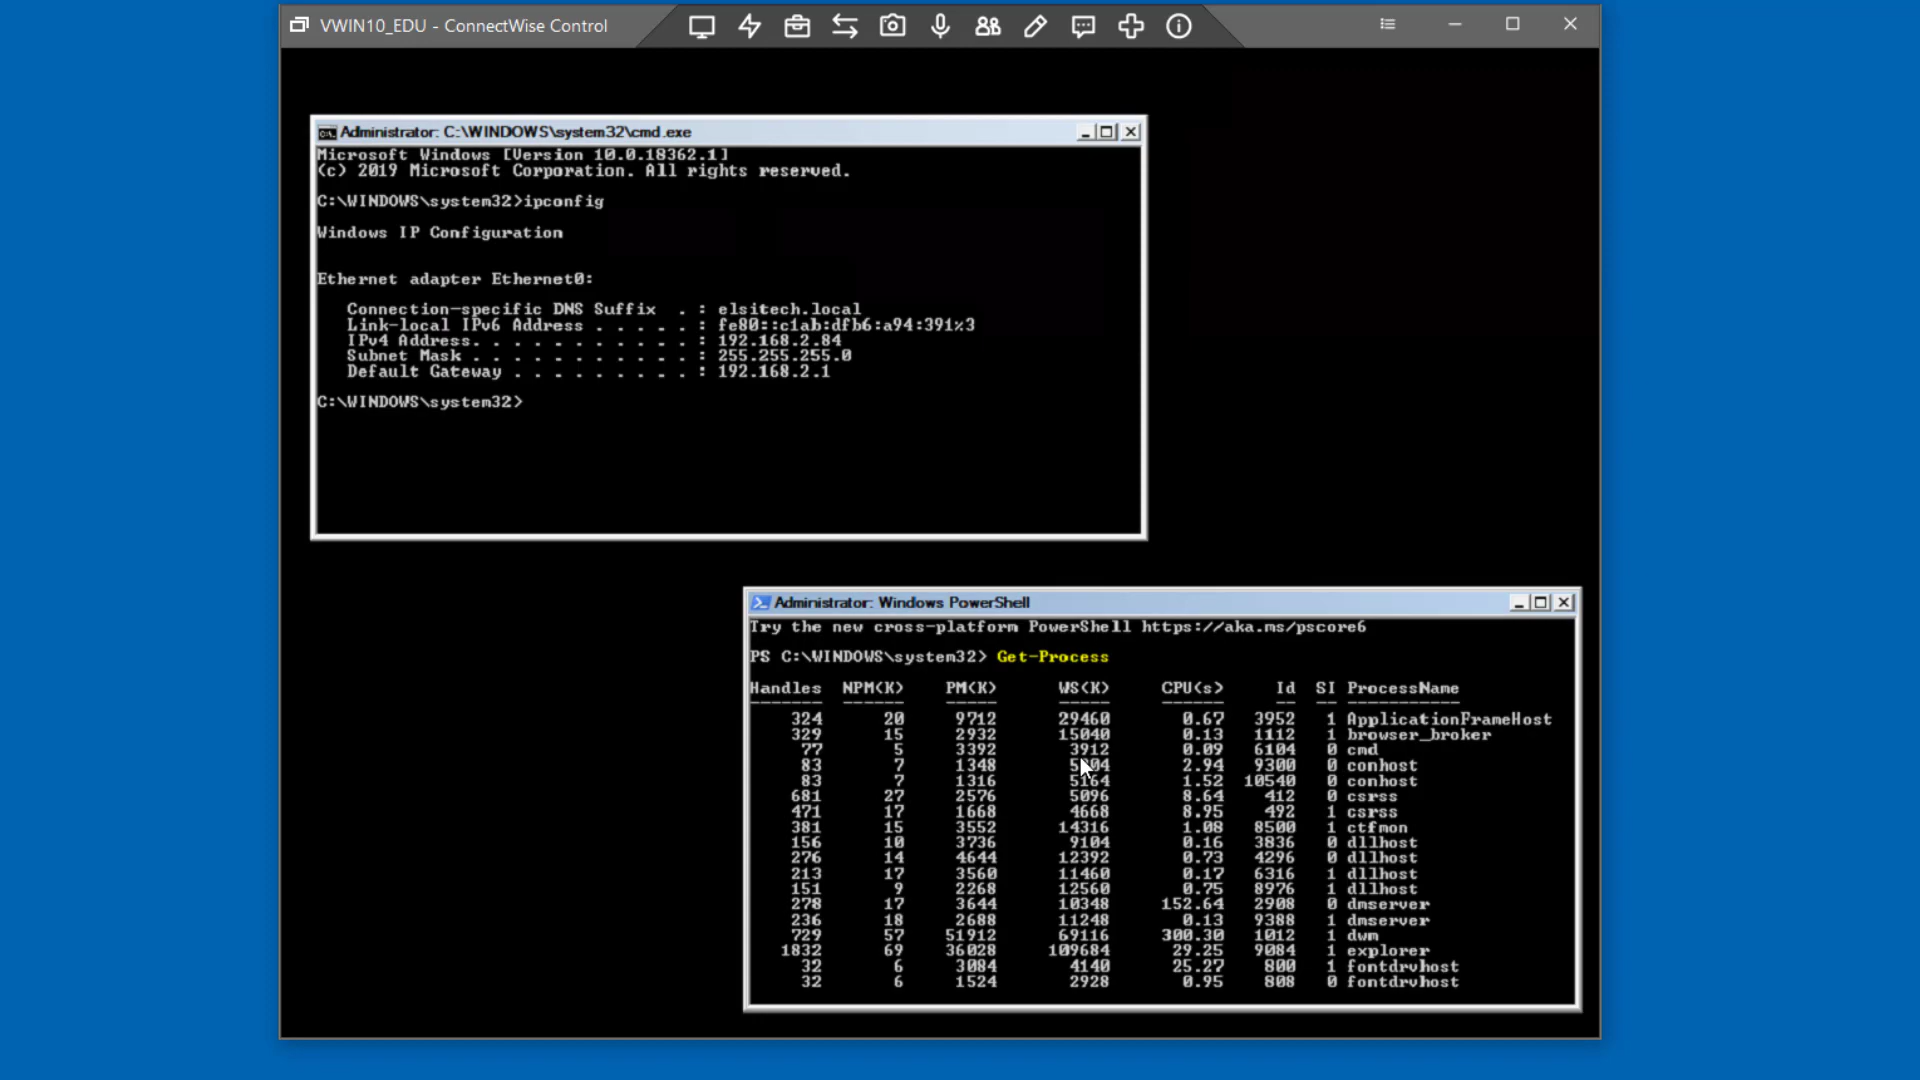 VWIN10_EDU - ConnectWise Control
Administrator: C:\WINDOWS\system32\cmd.exe
Microsoft Windows [Version 10.0.18362.1]
(c) 2019 Microsoft Corporation. All rights reserved.
C:\WINDOWS\system32>ipconfig
Windows IP Configuration
Ethernet adapter Ethernet0:
Connection-specific DNS Suffix . : elsitech.local
Link-local IPv6 Address . . . . . : fe80::c1ab:dfb6:a94:391%3
IPv4 Address. . . . . . . . . . . : 192.168.2.84
Subnet Mask . . . . . . . . . . . : 255.255.255.0
Default Gateway . . . . . . . . . : 192.168.2.1
C:\WINDOWS\system32>
Administrator: Windows PowerShell
Try the new cross-platform PowerShell https://aka.ms/pscore6
PS C:\WINDOWS\system32> Get-Process
Handles NPM(K) PM(K) WS(K) CPU(s) Id SI ProcessName
------- ------ ----- ----- ------ -- -- -----------
324 20 9712 29460 0.67 3952 1 ApplicationFrameHost
329 15 2932 15040 0.13 1112 1 browser_broker
77 5 3392 3912 0.09 6104 0 cmd
83 7 1348 2.94 9300 0 conhost
83 7 1316 5164 1.52 10540 0 conhost
681 27 2576 5096 8.64 412 0 csrss
471 17 1668 4668 8.95 492 1 csrss
381 15 3552 14316 1.08 8500 1 ctfmon
156 10 3736 9104 0.16 3836 0 dllhost
276 14 4644 12392 0.73 4296 0 dllhost
213 17 3560 11460 0.17 6316 1 dllhost
151 9 2268 12560 0.75 8976 1 dllhost
278 17 3644 10348 152.64 2908 0 dmserver
236 18 2688 11248 0.13 9388 1 dmserver
729 57 51912 69116 300.30 1012 1 dwm
1832 69 36028 109684 29.25 9084 1 explorer
32 6 3084 4140 25.27 800 1 fontdrvhost
32 6 1524 2928 0.95 808 0 fontdrvhost